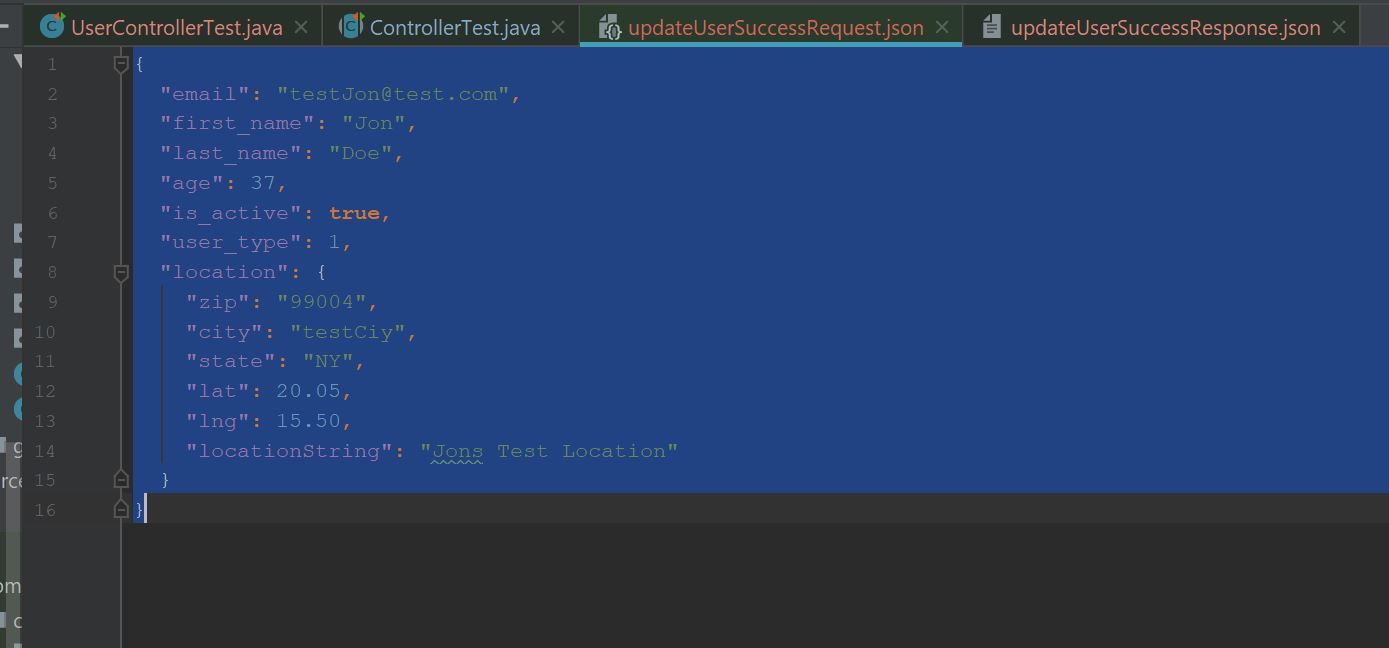 UserControllerTest.java ControllerTest.java updateUserSuccessRequest.json updateUserSuccessResponse.json
1 {
2 "email": "testJon@test.com",
3 "first_name": "Jon",
4 "last_name": "Doe",
5 "age": 37,
6 "is_active": true,
7 "user_type": 1,
8 "location": {
9 "zip": "99004",
10 "city": "testCiy",
11 "state": "NY",
12 "lat": 20.05,
13 "lng": 15.50,
14 "locationString": "Jons Test Location"
15 }
16 }